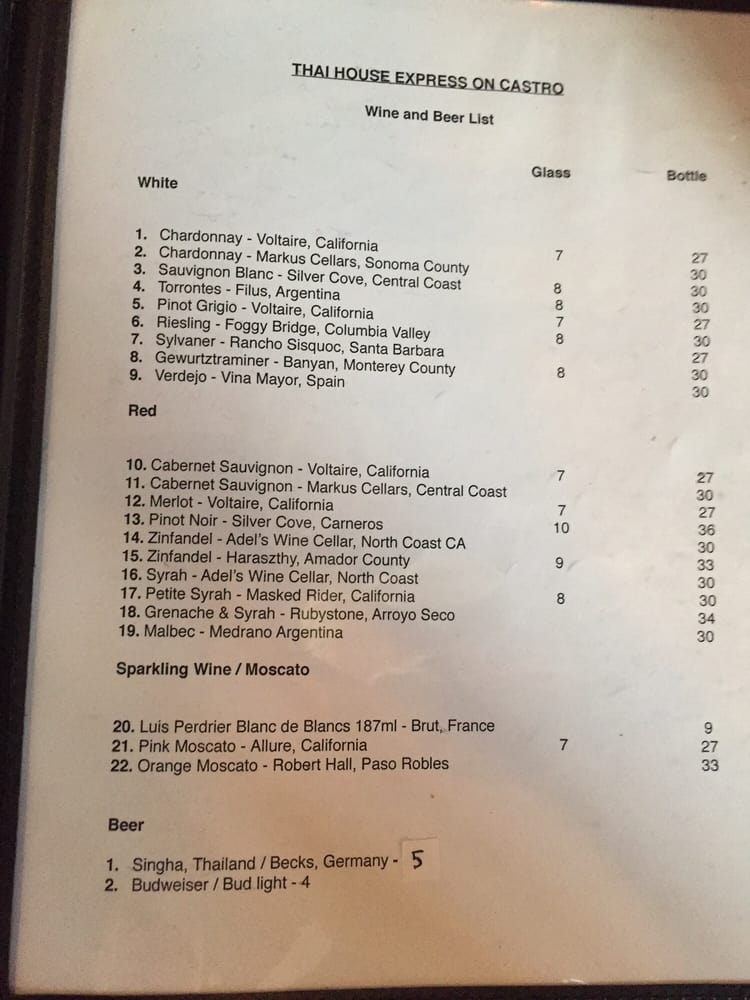 THAI HOUSE EXPRESS ON CASTRO
Wine and Beer List
White Glass Bottle
1. Chardonnay - Voltaire, California 7 27
2. Chardonnay - Markus Cellars, Sonoma County 30
3. Sauvignon Blanc - Silver Cove, Central Coast 8 30
4. Torrontes - Filus, Argentina 8 30
5. Pinot Grigio - Voltaire, California 7 27
6. Riesling - Foggy Bridge, Columbia Valley 8 30
7. Sylvaner - Rancho Sisquoc, Santa Barbara 27
8. Gewurtztraminer - Banyan, Monterey County 8 30
9. Verdejo - Vina Mayor, Spain 30
Red
10. Cabernet Sauvignon - Voltaire, California 7 27
11. Cabernet Sauvignon - Markus Cellars, Central Coast 30
12. Merlot - Voltaire, California 7 27
13. Pinot Noir - Silver Cove, Carneros 10 36
14. Zinfandel - Adel's Wine Cellar, North Coast CA 30
15. Zinfandel - Haraszthy, Amador County 9 33
16. Syrah - Adel's Wine Cellar, North Coast 30
17. Petite Syrah - Masked Rider, California 8 30
18. Grenache & Syrah - Rubystone, Arroyo Seco 34
19. Malbec - Medrano Argentina 30
Sparkling Wine / Moscato
20. Luis Perdrier Blanc de Blancs 187ml - Brut, France 9
21. Pink Moscato - Allure, California 7 27
22. Orange Moscato - Robert Hall, Paso Robles 33
Beer
1. Singha, Thailand / Becks, Germany - 5
2. Budweiser / Bud light - 4